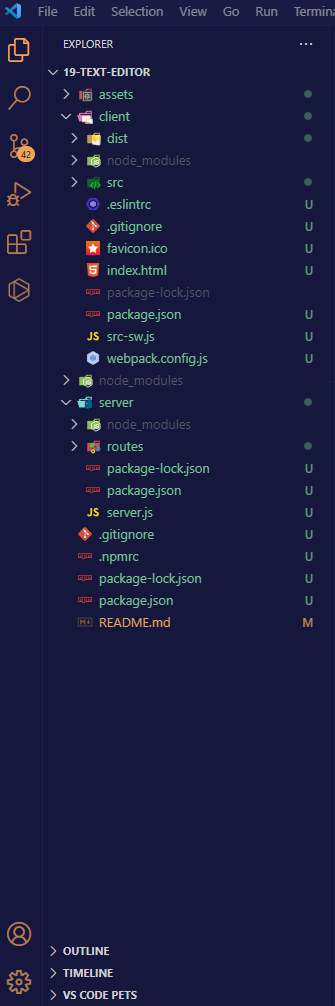 File Edit Selection View Go Run Termina
EXPLORER
19-TEXT-EDITOR
assets
client
dist
node_modules
src
.eslintrc U
.gitignore U
favicon.ico U
index.html U
package-lock.json
package.json U
JS src-sw.js U
webpack.config.js U
node_modules
server
node_modules
routes
package-lock.json U
package.json U
JS server.js U
.gitignore U
.npmrc U
package-lock.json U
package.json U
README.md M
42
OUTLINE
TIMELINE
VS CODE PETS